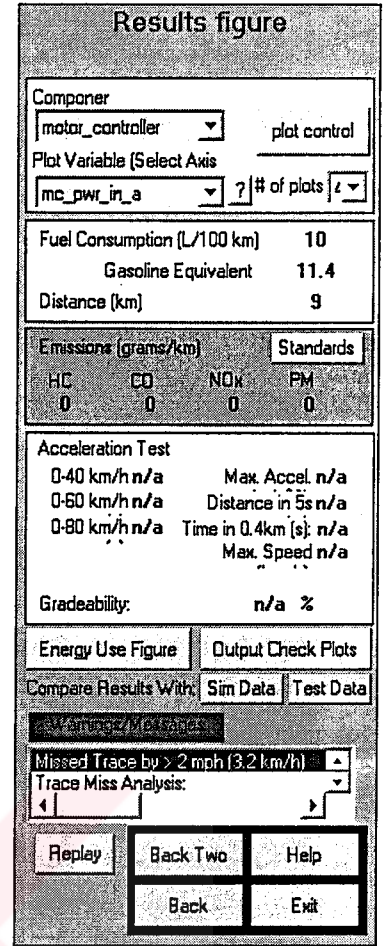 Results figure
Componer
motor_controller
plot control
Plot Variable (Select Axis
mc_pwr_in_a
?
# of plots
Fuel Consumption (L/100 km) 10
Gasoline Equivalent 11.4
Distance (km) 9
Emissions (grams/km) Standards
HC CO NOx PM
0 0 0 0
Acceleration Test
0-40 km/h n/a Max. Accel. n/a
0-60 km/h n/a Distance in 5s n/a
0-80 km/h n/a Time in 0.4km (s): n/a
Max. Speed n/a
Gradeability: n/a %
Energy Use Figure Output Check Plots
Compare Results With: Sim Data Test Data
Warnings/Messages
Missed Trace by > 2 mph (3.2 km/h)
Trace Miss Analysis:
Replay Back Two Help
Back Exit